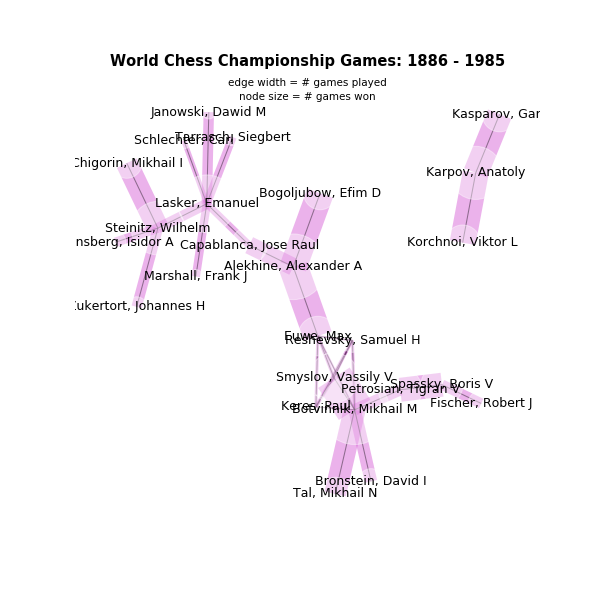 World Chess Championship Games: 1886 - 1985
edge width = # games played
node size = # games won
Janowski, Dawid M
Kasparov, Gar
Tarrasch, Siegbert
Schlechter, Carl
Chigorin, Mikhail I
Karpov, Anatoly
Bogoljubow, Efim D
Lasker, Emanuel
Steinitz, Wilhelm
nsberg, Isidor A
Korchnoi, Viktor L
Capablanca, Jose Raul
Alekhine, Alexander A
Marshall, Frank J
Zukertort, Johannes H
Euwe, Max
Reshevsky, Samuel H
Smyslov, Vassily V
Spassky, Boris V
Petrosian, Tigran V
Fischer, Robert J
Keres, Paul
Botvinnik, Mikhail M
Bronstein, David I
Tal, Mikhail N